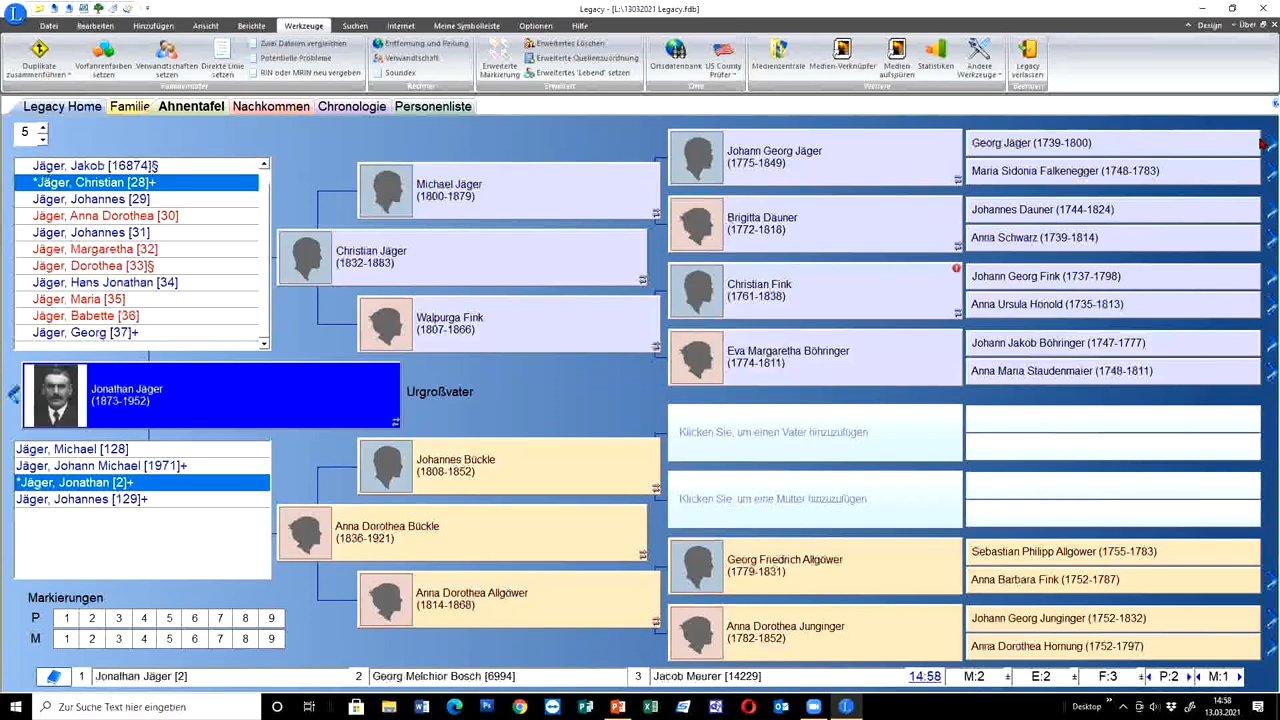 Legacy - [L:\13032021 Legacy.fdb]
Datei Bearbeiten Hinzufügen Ansicht Berichte Werkzeuge Suchen Internet Meine Symbolleiste Optionen Hilfe Design Über
Duplikate zusammenführen
Vorfahrenfarben setzen
Verwandtschaften setzen
Direkte Linie setzen
Zwei Dateien vergleichen
Potentielle Probleme
RIN oder MRIN neu vergeben
Entfernung und Peilung
Verwandtschaft
Soundex
Erweiterte Markierung
Erweitertes Löschen
Erweiterte Quellenzuordnung
Erweitertes 'Lebend' setzen
Ortsdatenbank
US County Prüfer
Medienzentrale
Medien-Verknüpfer
Medien aufspüren
Statistiken
Andere Werkzeuge
Legacy verlassen
Rechner
Erweitert
Orte
Weitere
Beenden
Legacy Home Familie Ahnentafel Nachkommen Chronologie Personenliste
5
Jäger, Jakob [16874]§
*Jäger, Christian [28]+
Jäger, Johannes [29]
Jäger, Anna Dorothea [30]
Jäger, Johannes [31]
Jäger, Margaretha [32]
Jäger, Dorothea [33]§
Jäger, Hans Jonathan [34]
Jäger, Maria [35]
Jäger, Babette [36]
Jäger, Georg [37]+
Jonathan Jäger
(1873-1952)
Urgroßvater
Jäger, Michael [128]
Jäger, Johann Michael [1971]+
*Jäger, Jonathan [2]+
Jäger, Johannes [129]+
Markierungen
P 1 2 3 4 5 6 7 8 9
M 1 2 3 4 5 6 7 8 9
Michael Jäger
(1800-1879)
Christian Jäger
(1832-1883)
Walpurga Fink
(1807-1866)
Johannes Bückle
(1808-1852)
Anna Dorothea Bückle
(1836-1921)
Anna Dorothea Allgöwer
(1814-1868)
Johann Georg Jäger
(1775-1849)
Brigitta Dauner
(1772-1818)
Christian Fink
(1761-1838)
Eva Margaretha Böhringer
(1774-1811)
Klicken Sie, um einen Vater hinzuzufügen
Klicken Sie, um eine Mutter hinzuzufügen
Georg Friedrich Allgöwer
(1779-1831)
Anna Dorothea Junginger
(1782-1852)
Georg Jäger (1739-1800)
Maria Sidonia Falkenegger (1748-1783)
Johannes Dauner (1744-1824)
Anna Schwarz (1739-1814)
Johann Georg Fink (1737-1798)
Anna Ursula Honold (1735-1813)
Johann Jakob Böhringer (1747-1777)
Anna Maria Staudenmaier (1748-1811)
Sebastian Philipp Allgöwer (1755-1783)
Anna Barbara Fink (1752-1787)
Johann Georg Junginger (1752-1832)
Anna Dorothea Hornung (1752-1797)
1 Jonathan Jäger [2] 2 Georg Melchior Bosch [6994] 3 Jacob Meurer [14229] 14:58 M:2 E:2 F:3 P:2 M:1
Zur Suche Text hier eingeben
Desktop
14:58
13.03.2021